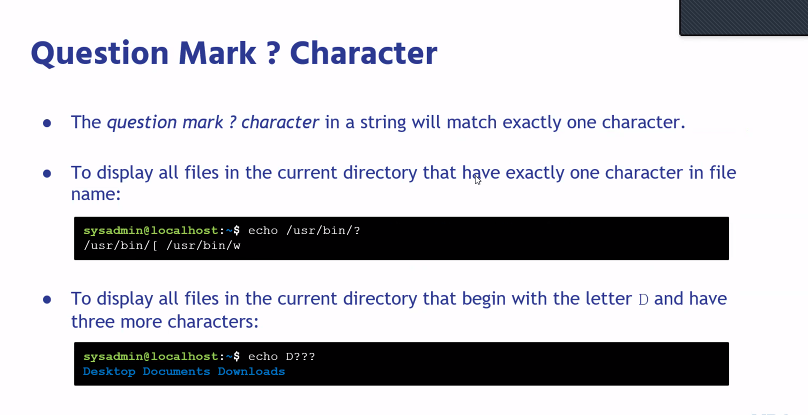 Question Mark ? Character
● The question mark ? character in a string will match exactly one character.
● To display all files in the current directory that have exactly one character in file
name:
sysadmin@localhost:~$ echo /usr/bin/?
/usr/bin/[ /usr/bin/w
● To display all files in the current directory that begin with the letter D and have
three more characters:
sysadmin@localhost:~$ echo D???
Desktop Documents Downloads